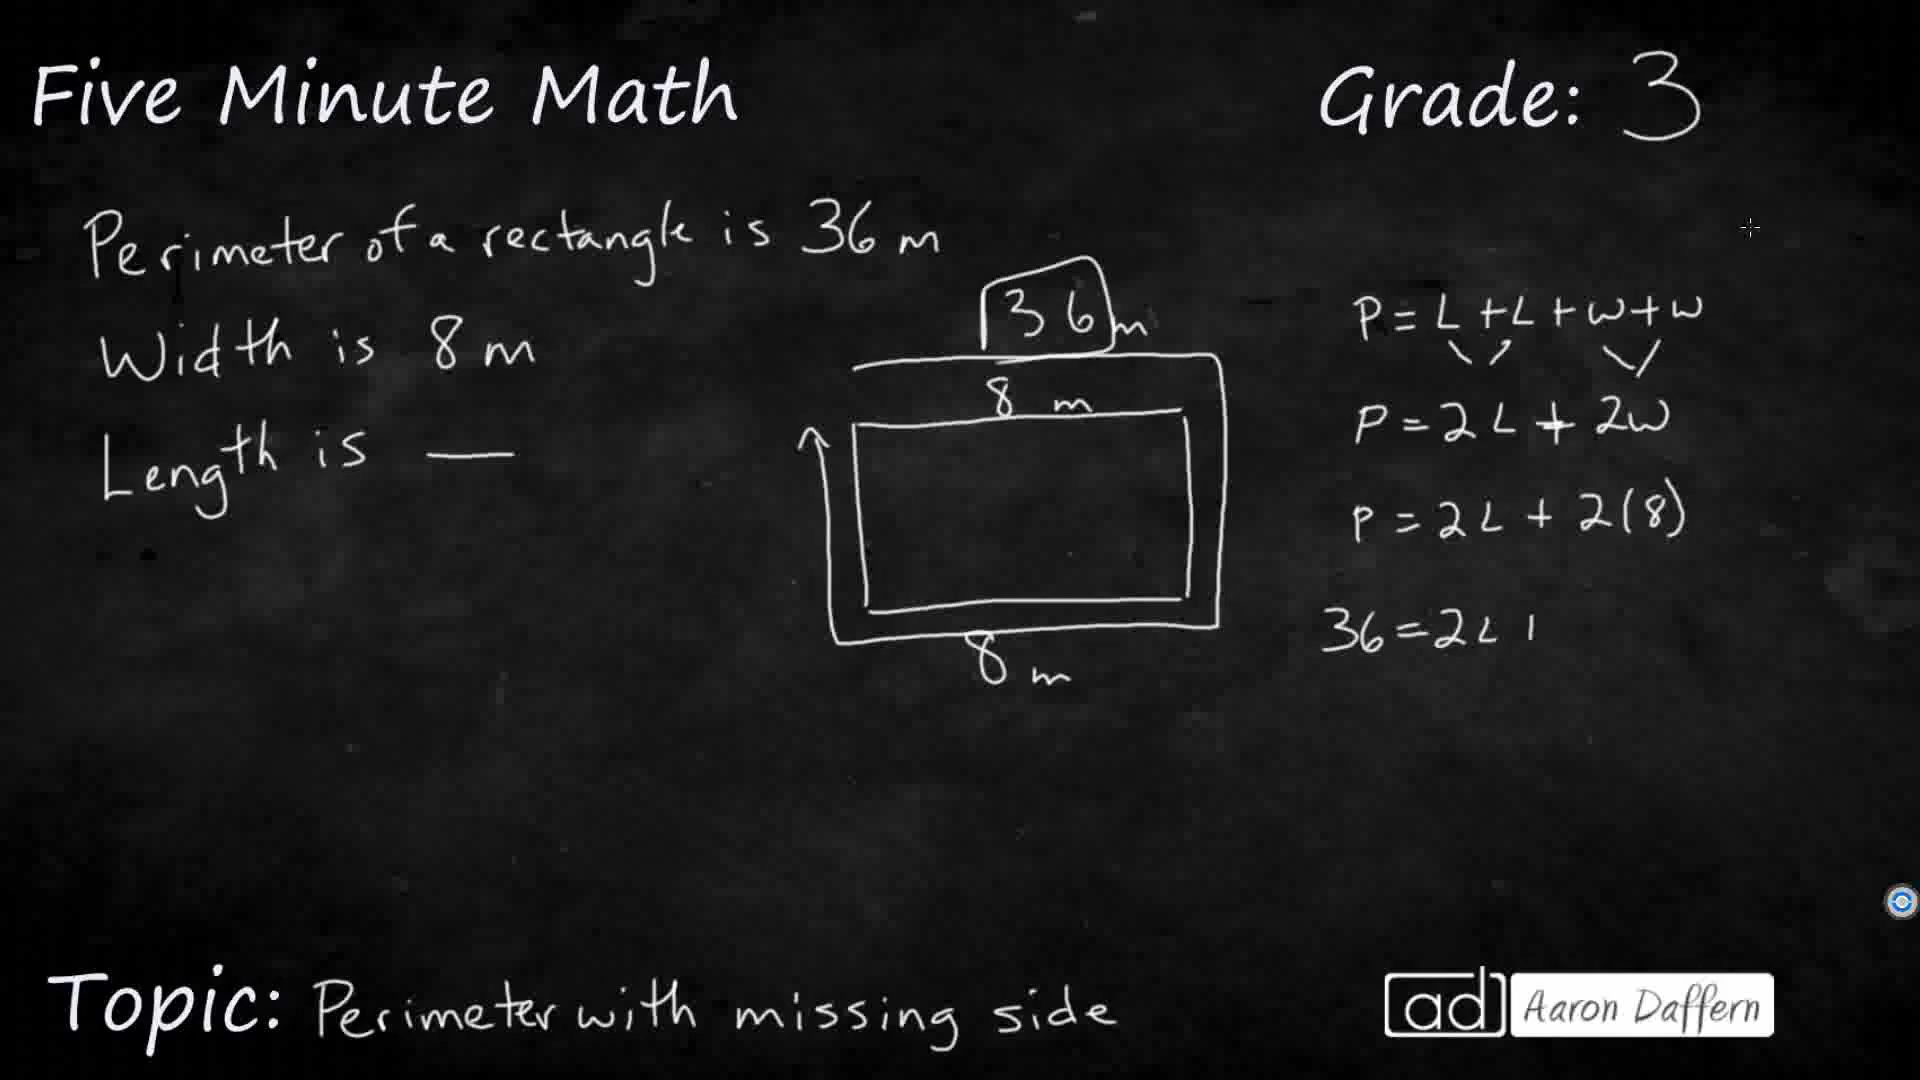 Five Minute Math
Grade: 3
Perimeter of a rectangle is 36 m
Width is 8 m
Length is __
36 m
8 m
8 m
P = L + L + w + w
P = 2L + 2w
P = 2L + 2(8)
36 = 2L
Topic: Perimeter with missing side
ad Aaron Daffern